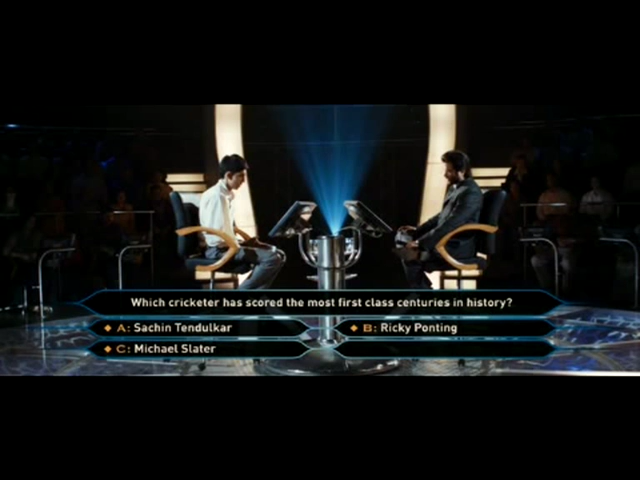 Which cricketer has scored the most first class centuries in history?
A: Sachin Tendulkar
B: Ricky Ponting
C: Michael Slater